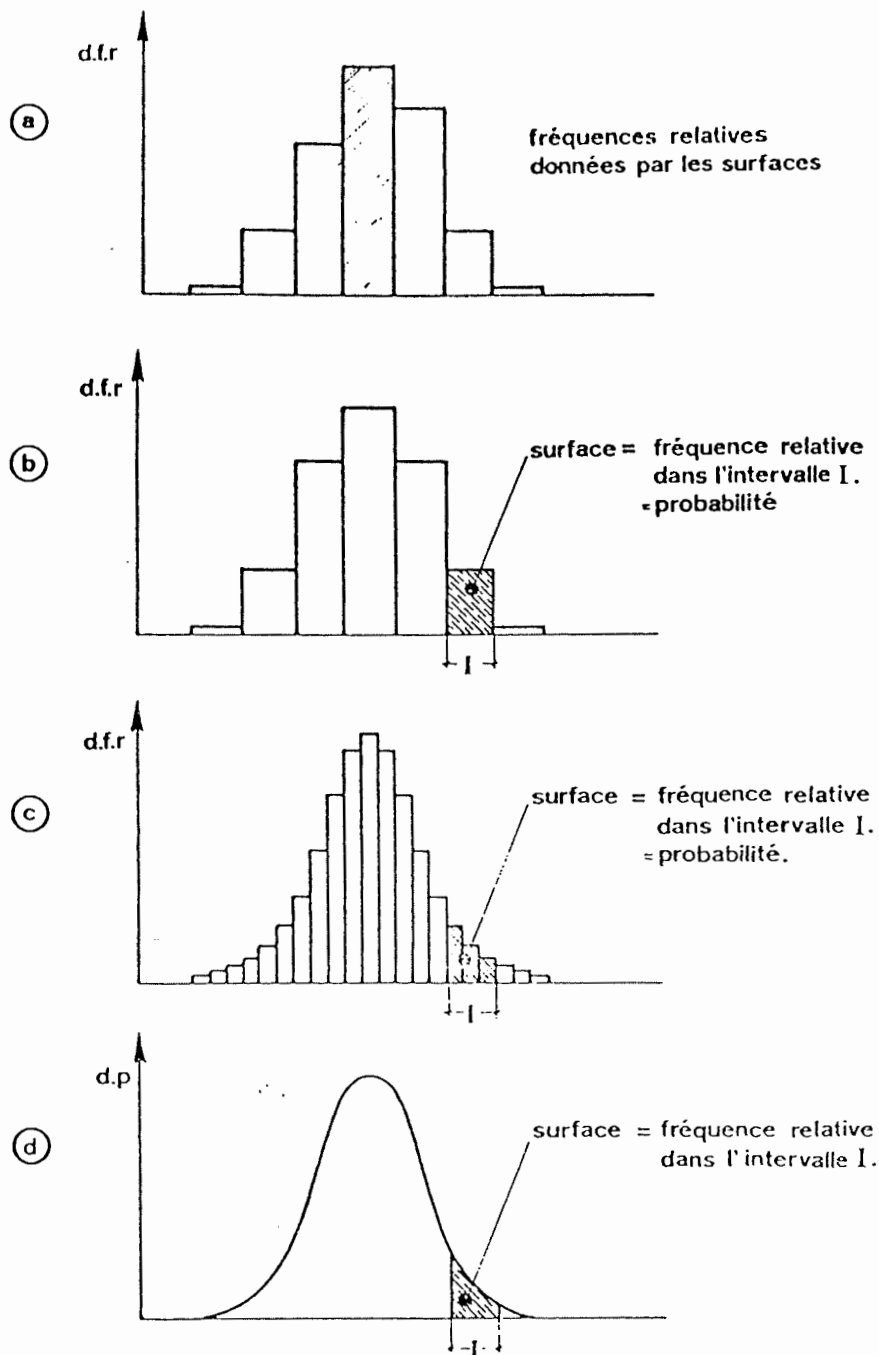 d.f.r
a
fréquences relatives
données par les surfaces
d.f.r
b
surface = fréquence relative
dans l'intervalle I.
= probabilité
I
d.f.r
c
surface = fréquence relative
dans l'intervalle I.
= probabilité.
I
d.p
d
surface = fréquence relative
dans l'intervalle I.
I